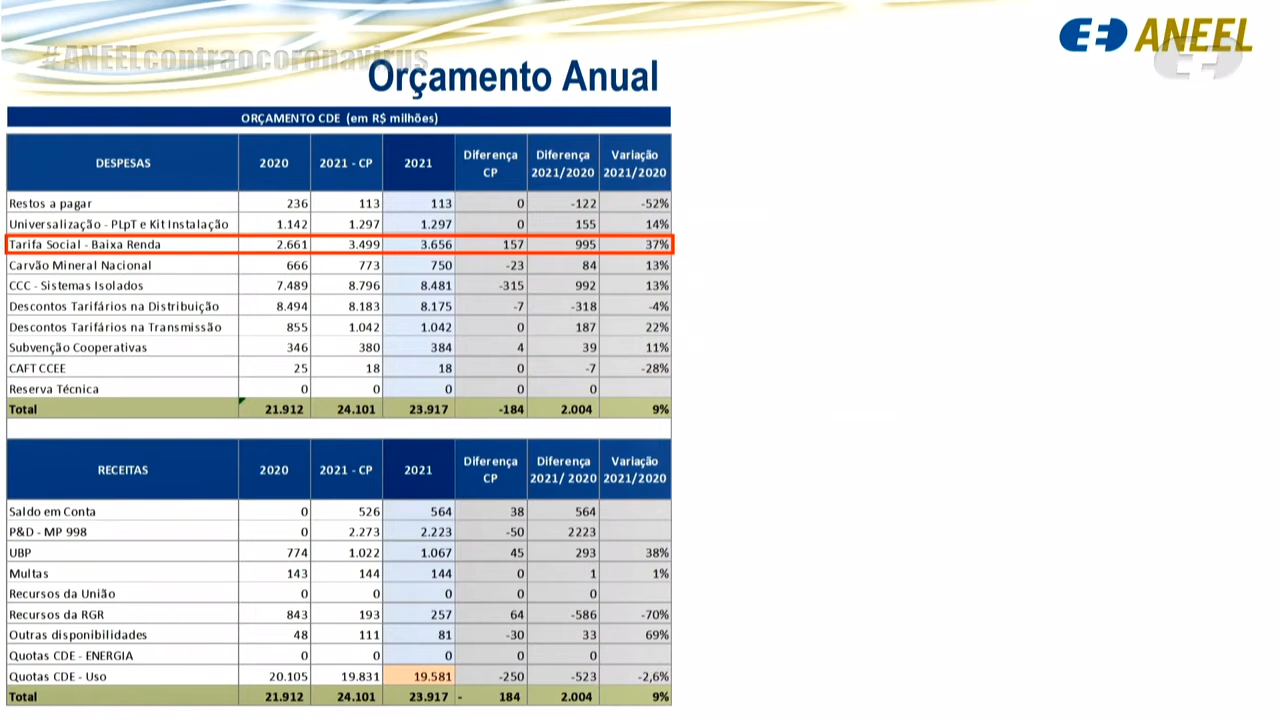 #ANEELcontraocoronavirus
ANEEL
Orçamento Anual
ORÇAMENTO CDE (em R$ milhões)
DESPESAS 2020 2021 - CP 2021 Diferença CP Diferença 2021/2020 Variação 2021/2020
Restos a pagar 236 113 113 0 -122 -52%
Universalização - PLpT e Kit Instalação 1.142 1.297 1.297 0 155 14%
Tarifa Social - Baixa Renda 2.661 3.499 3.656 157 995 37%
Carvão Mineral Nacional 666 773 750 -23 84 13%
CCC - Sistemas Isolados 7.489 8.796 8.481 -315 992 13%
Descontos Tarifários na Distribuição 8.494 8.183 8.175 -7 -318 -4%
Descontos Tarifários na Transmissão 855 1.042 1.042 0 187 22%
Subvenção Cooperativas 346 380 384 4 39 11%
CAFT CCEE 25 18 18 0 -7 -28%
Reserva Técnica 0 0 0 0 0
Total 21.912 24.101 23.917 -184 2.004 9%
RECEITAS 2020 2021 - CP 2021 Diferença CP Diferença 2021/ 2020 Variação 2021/2020
Saldo em Conta 0 526 564 38 564
P&D - MP 998 0 2.273 2.223 -50 2223
UBP 774 1.022 1.067 45 293 38%
Multas 143 144 144 0 1 1%
Recursos da União 0 0 0 0 0
Recursos da RGR 843 193 257 64 -586 -70%
Outras disponibilidades 48 111 81 -30 33 69%
Quotas CDE - ENERGIA 0 0 0 0 0
Quotas CDE - Uso 20.105 19.831 19.581 -250 -523 -2,6%
Total 21.912 24.101 23.917 - 184 2.004 9%